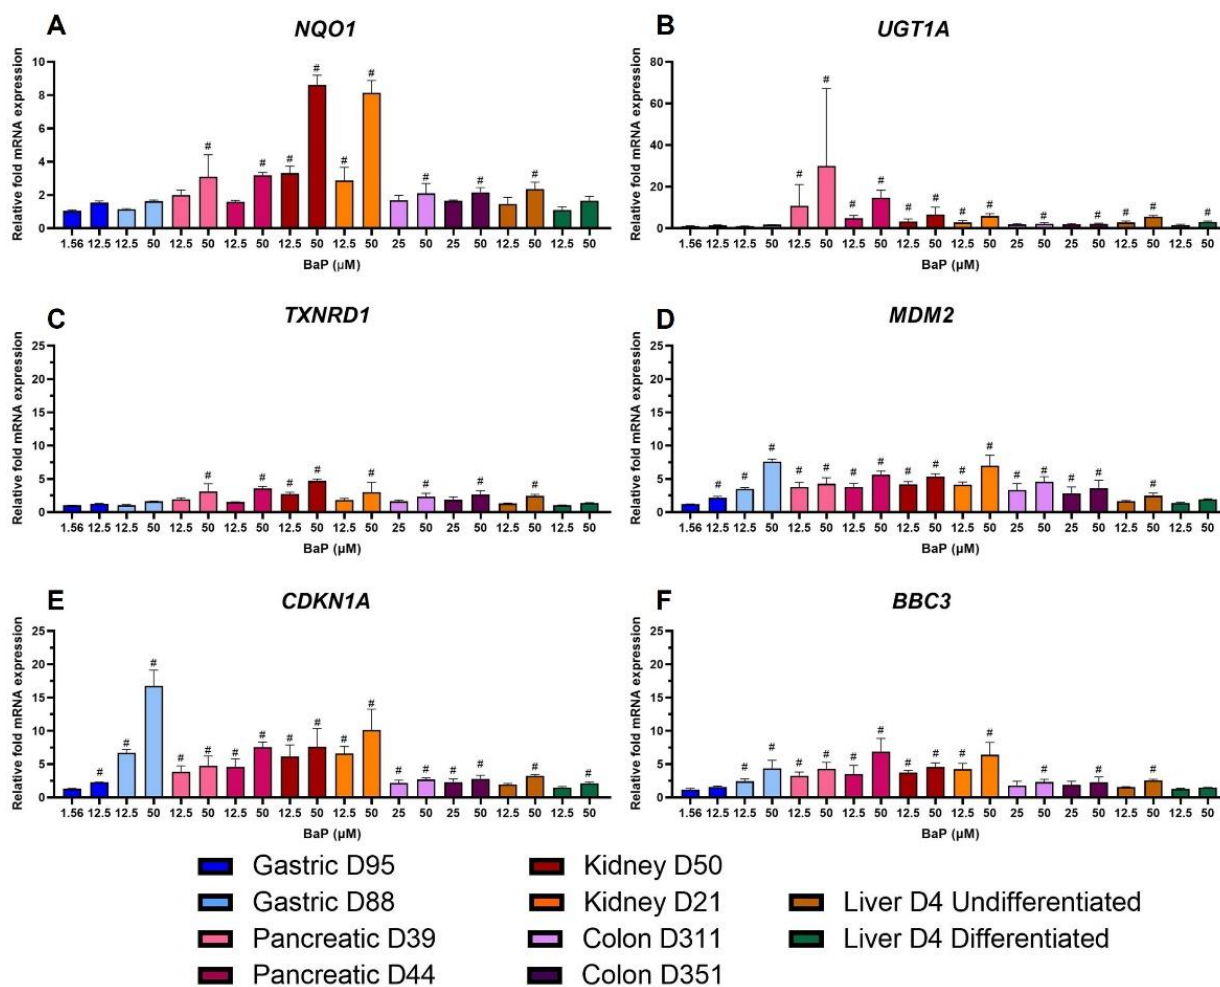 A
NQO1
Relative fold mRNA expression
10
8
6
4
2
0
# # # # # # # # #
1.56 12.5 12.5 50 12.5 50 12.5 50 12.5 50 12.5 50 25 50 25 50 12.5 50 12.5 50
BaP (µM)
B
UGT1A
Relative fold mRNA expression
80
60
40
20
0
# # # # # # # # # # # # #
1.56 12.5 12.5 50 12.5 50 12.5 50 12.5 50 12.5 50 25 50 25 50 12.5 50 12.5 50
BaP (µM)
C
TXNRD1
Relative fold mRNA expression
25
20
15
10
5
0
# # # # # # #
1.56 12.5 12.5 50 12.5 50 12.5 50 12.5 50 12.5 50 25 50 25 50 12.5 50 12.5 50
BaP (µM)
D
MDM2
Relative fold mRNA expression
25
20
15
10
5
0
# # # # # # # # # # # # # # # #
1.56 12.5 12.5 50 12.5 50 12.5 50 12.5 50 12.5 50 25 50 25 50 12.5 50 12.5 50
BaP (µM)
E
CDKN1A
Relative fold mRNA expression
25
20
15
10
5
0
# # # # # # # # # # # # # # # # #
1.56 12.5 12.5 50 12.5 50 12.5 50 12.5 50 12.5 50 25 50 25 50 12.5 50 12.5 50
BaP (µM)
F
BBC3
Relative fold mRNA expression
25
20
15
10
5
0
# # # # # # # # # # # # #
1.56 12.5 12.5 50 12.5 50 12.5 50 12.5 50 12.5 50 25 50 25 50 12.5 50 12.5 50
BaP (µM)
Gastric D95
Gastric D88
Pancreatic D39
Pancreatic D44
Kidney D50
Kidney D21
Colon D311
Colon D351
Liver D4 Undifferentiated
Liver D4 Differentiated